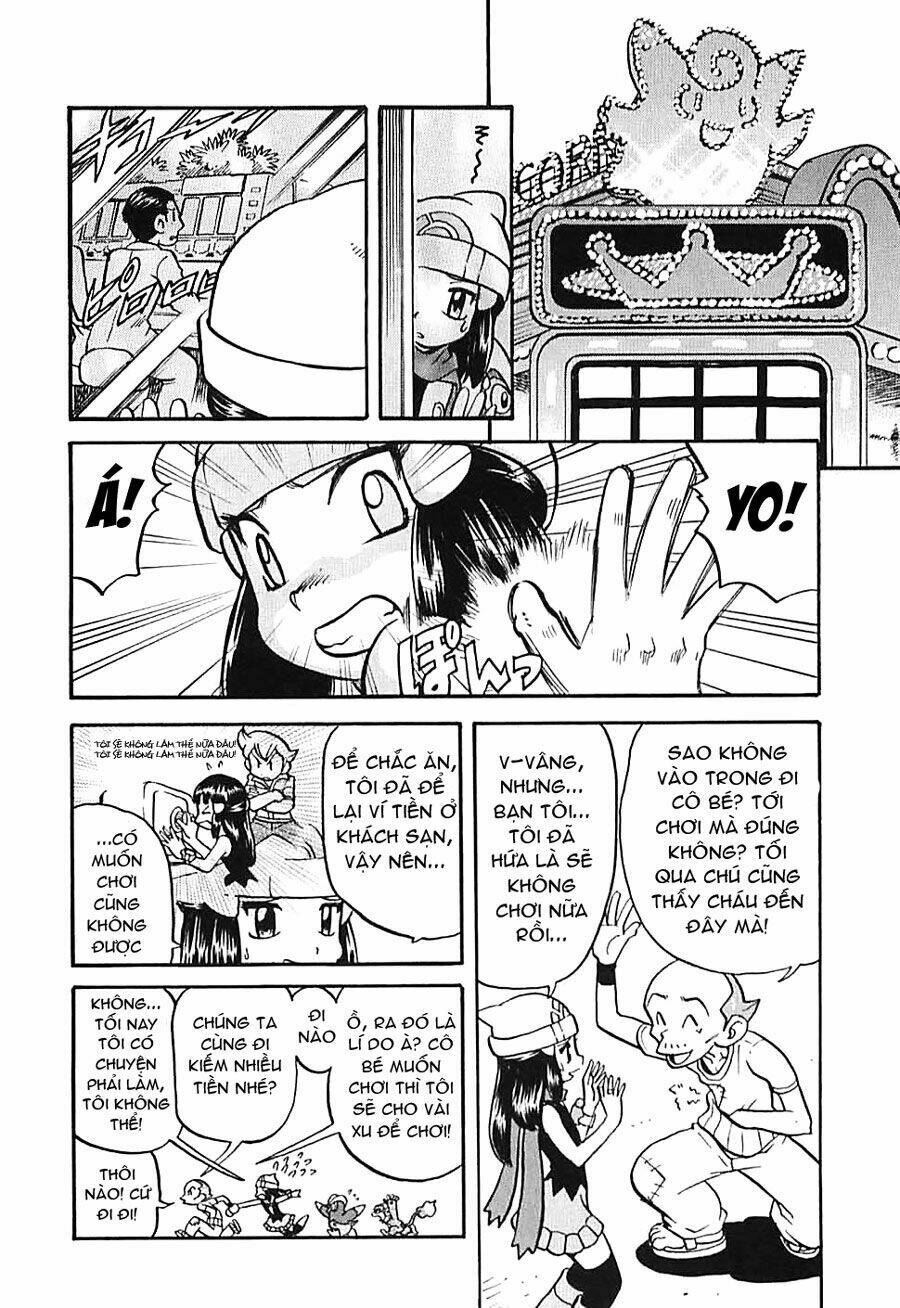 CORN
YO!
Á!
ぽんっ
SAO KHÔNG
VÀO TRONG ĐI
CÔ BÉ? TỚI
CHƠI MÀ ĐÚNG
KHÔNG? TỐI
QUA CHÚ CŨNG
THẤY CHÁU ĐẾN
ĐÂY MÀ!
V-VÂNG,
NHƯNG...
BẠN TÔI...
TÔI ĐÃ
HỨA LÀ SẼ
KHÔNG
CHƠI NỮA
RỒI...
ĐỂ CHẮC ĂN,
TÔI ĐÃ ĐỂ
LẠI VÍ TIỀN Ở
KHÁCH SẠN,
VẬY NÊN...
TÔI SẼ KHÔNG LÀM THẾ NỮA ĐÂU!
TÔI SẼ KHÔNG LÀM THẾ NỮA ĐÂU!
...CÓ
MUỐN CHƠI
CŨNG
KHÔNG ĐƯỢC
Ồ, RA ĐÓ LÀ
LÍ DO À? CÔ
BÉ MUỐN
CHƠI THÌ TÔI
SẼ CHO VÀI
XU ĐỂ CHƠI!
ĐI
NÀO
CHÚNG TA
CÙNG ĐI
KIẾM NHIỀU
TIỀN NHÉ?
KHÔNG...
TỐI NAY
TÔI CÓ
CHUYỆN
PHẢI LÀM,
TÔI KHÔNG
THỂ!
THÔI
NÀO! CỨ
ĐI ĐI!